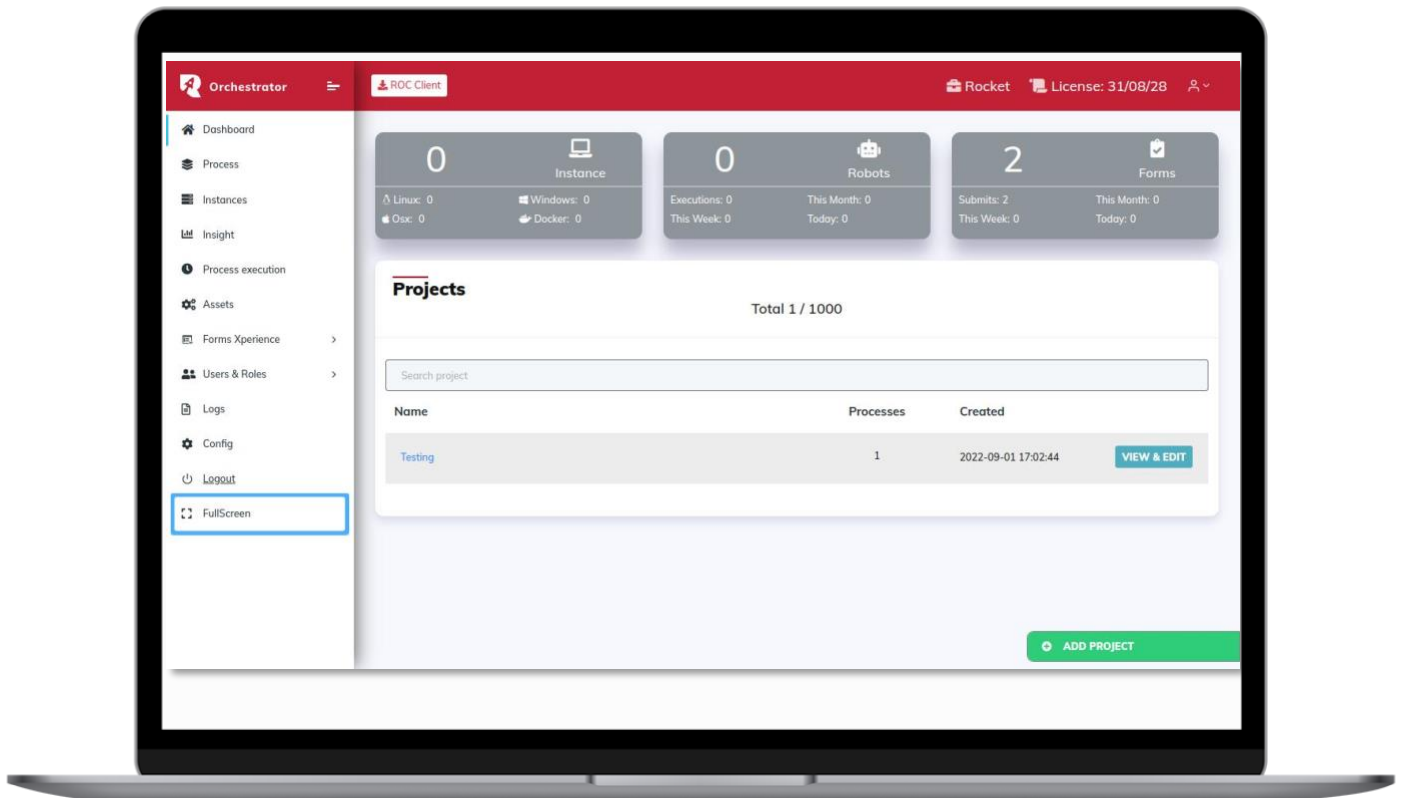 Orchestrator
ROC Client
Rocket
License: 31/08/28
Dashboard
Process
Instances
Insight
Process execution
Assets
Forms Xperience
Users & Roles
Logs
Config
Logout
FullScreen
0
Instance
Linux: 0
Windows: 0
Osx: 0
Docker: 0
0
Robots
Executions: 0
This Month: 0
This Week: 0
Today: 0
2
Forms
Submits: 2
This Month: 0
This Week: 0
Today: 0
Projects
Total 1 / 1000
Search project
Name Processes Created
Testing 1 2022-09-01 17:02:44 VIEW & EDIT
ADD PROJECT